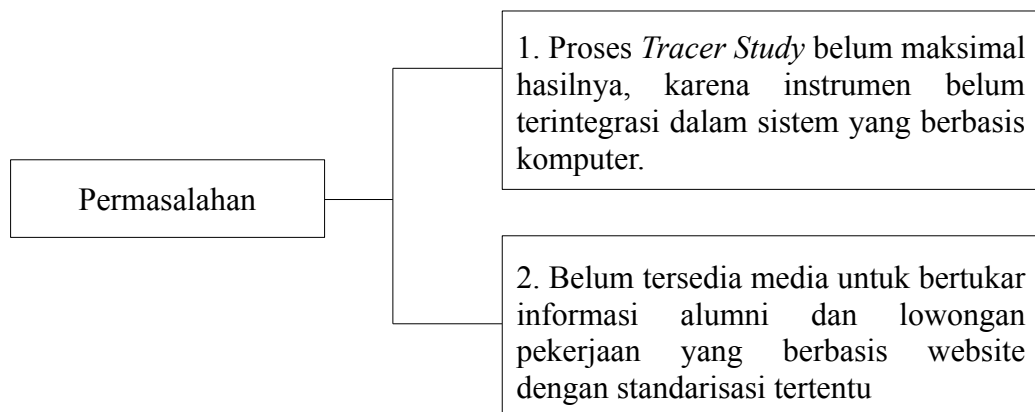 Permasalahan
1. Proses Tracer Study belum maksimal
hasilnya, karena instrumen belum
terintegrasi dalam sistem yang berbasis
komputer.
2. Belum tersedia media untuk bertukar
informasi alumni dan lowongan
pekerjaan yang berbasis website
dengan standarisasi tertentu